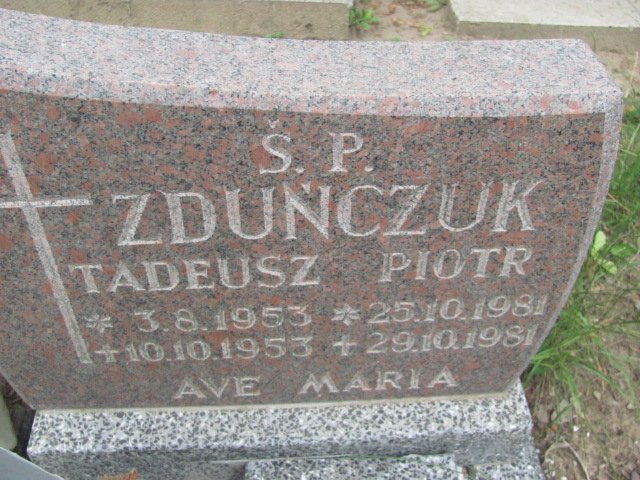 Ś. P.
ZDUŃCZUK
TADEUSZ PIOTR
* 3.8.1953 * 25.10.1981
+ 10.10.1953 + 29.10.1981
AVE MARIA